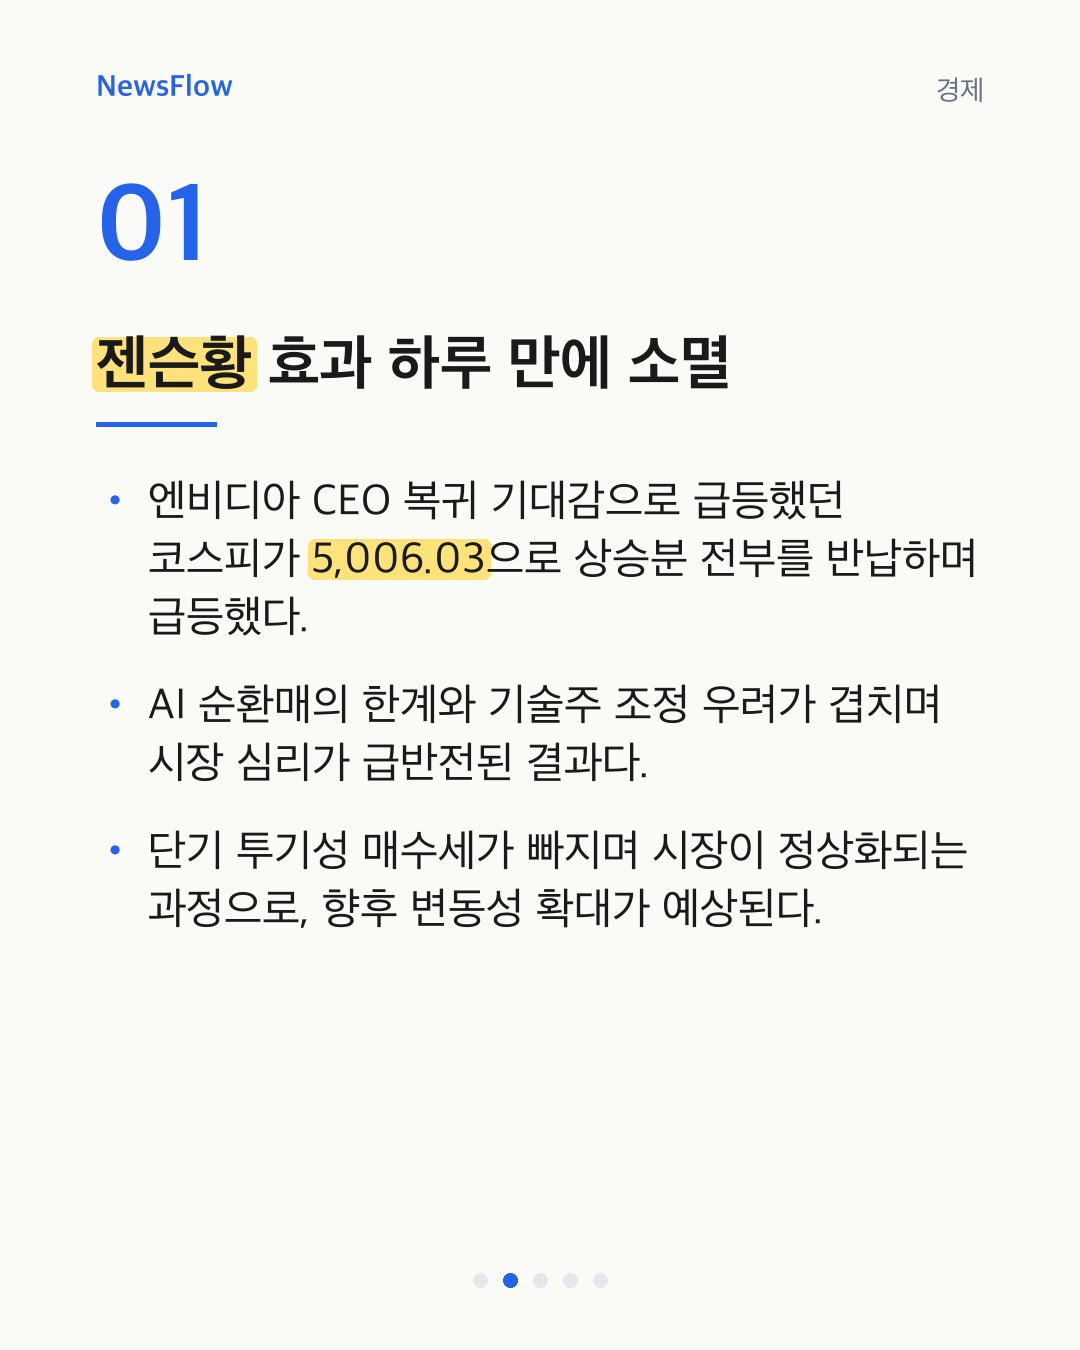 NewsFlow
경제
01
젠슨황 효과 하루 만에 소멸
• 엔비디아 CEO 복귀 기대감으로 급등했던
코스피가 5,006.03으로 상승분 전부를 반납하며
급등했다.
• AI 순환매의 한계와 기술주 조정 우려가 겹치며
시장 심리가 급반전된 결과다.
• 단기 투기성 매수세가 빠지며 시장이 정상화되는
과정으로, 향후 변동성 확대가 예상된다.